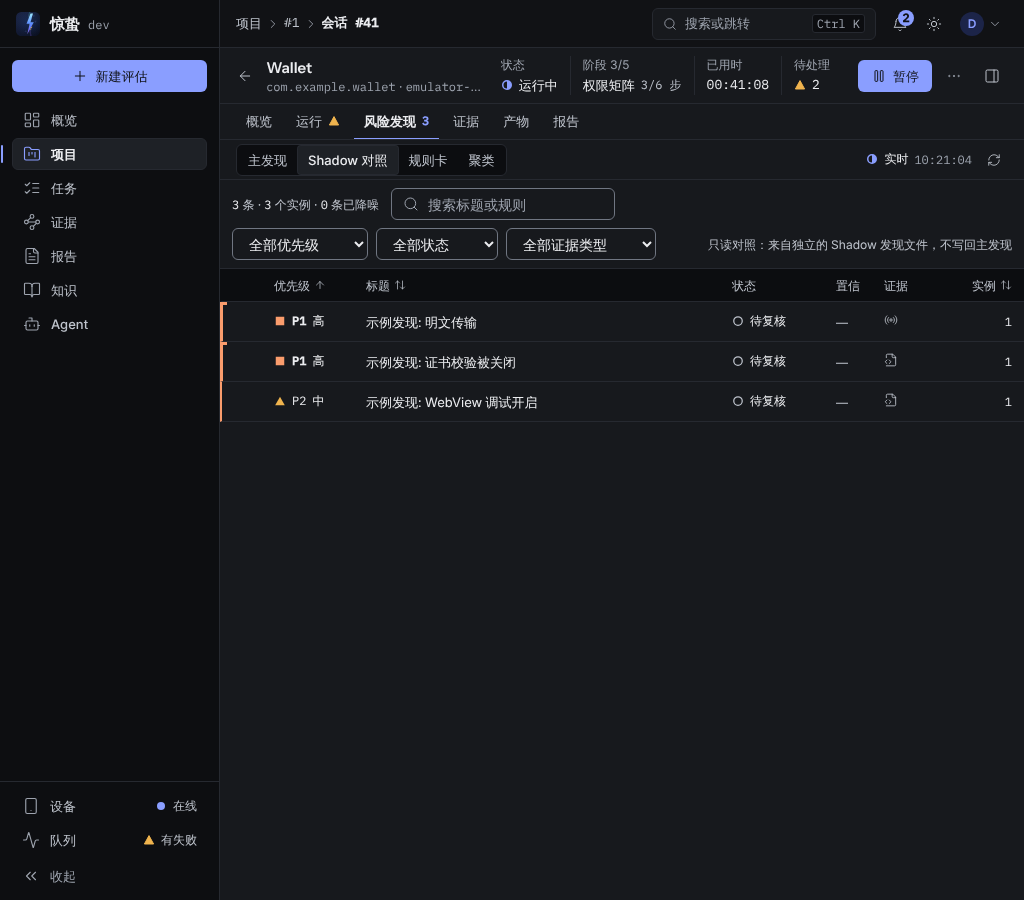 惊蛰 dev
项目 > #1 > 会话 #41
搜索或跳转 Ctrl K
2
D
新建评估
概览
项目
任务
证据
报告
知识
Agent
设备 在线
队列 有失败
收起
Wallet
com.example.wallet · emulator-…
状态
运行中
阶段 3/5
权限矩阵 3/6 步
已用时
00:41:08
待处理
2
暂停
概览 运行 风险发现 3 证据 产物 报告
主发现 Shadow 对照 规则卡 聚类
实时 10:21:04
3 条 · 3 个实例 · 0 条已降噪
搜索标题或规则
全部优先级 全部状态 全部证据类型
只读对照：来自独立的 Shadow 发现文件，不写回主发现
优先级 标题 状态 置信 证据 实例
P1 高 示例发现: 明文传输 待复核 — 1
P1 高 示例发现: 证书校验被关闭 待复核 — 1
P2 中 示例发现: WebView 调试开启 待复核 — 1